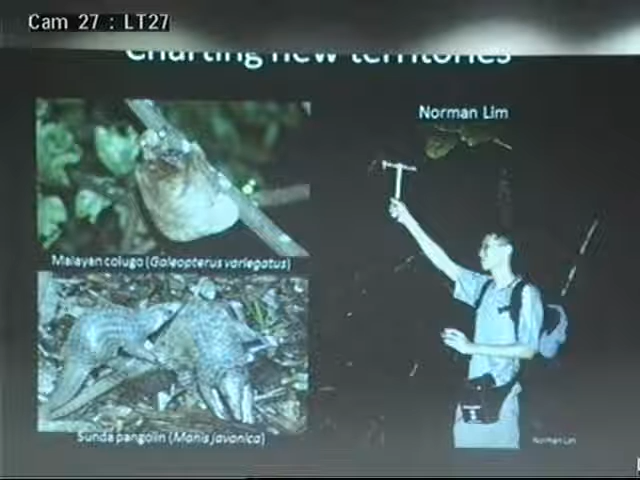 Cam 27 : LT27
Charting new territories
Norman Lim
Malayan colugo (Galeopterus variegatus)
Sunda pangolin (Manis javanica)
Norman Lim